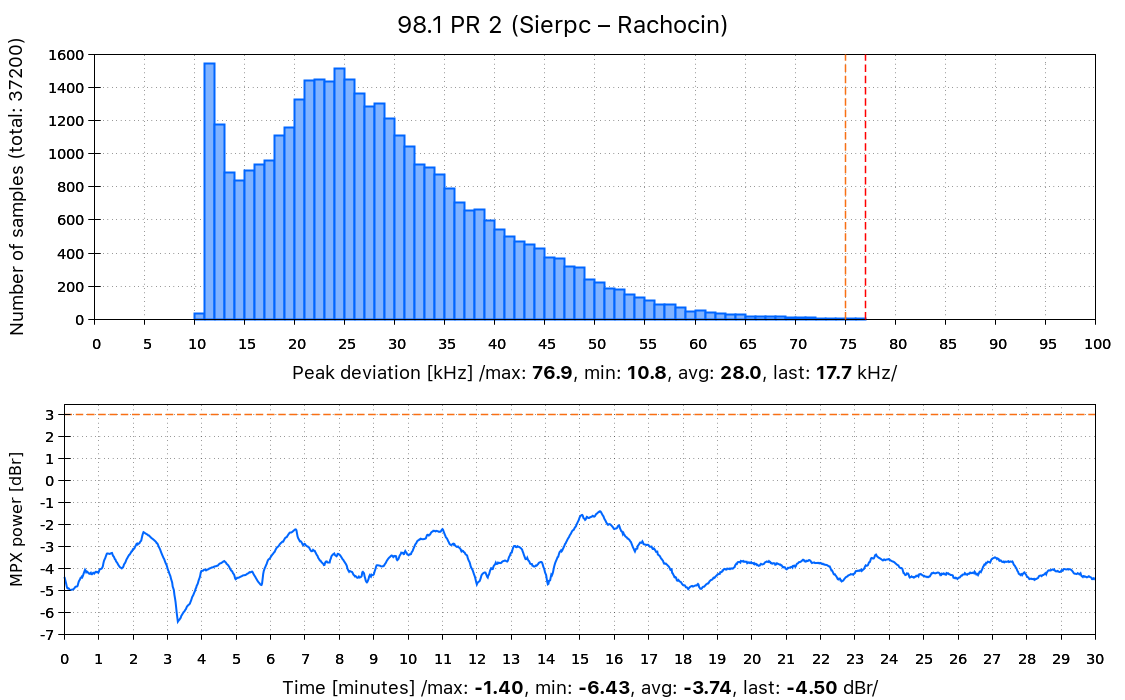 98.1 PR 2 (Sierpc – Rachocin)
Number of samples (total: 37200)
1600
1400
1200
1000
800
600
400
200
0
0 5 10 15 20 25 30 35 40 45 50 55 60 65 70 75 80 85 90 95 100
Peak deviation [kHz] /max: 76.9, min: 10.8, avg: 28.0, last: 17.7 kHz/
MPX power [dBr]
3
2
1
0
-1
-2
-3
-4
-5
-6
-7
0 1 2 3 4 5 6 7 8 9 10 11 12 13 14 15 16 17 18 19 20 21 22 23 24 25 26 27 28 29 30
Time [minutes] /max: -1.40, min: -6.43, avg: -3.74, last: -4.50 dBr/